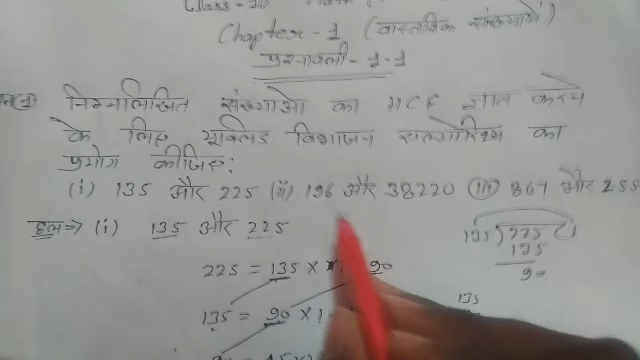 Class - 10
Chapter - 1 (वास्तविक संख्याओं)
प्रश्नावली - 1.1
निम्नलिखित संख्याओ का HCF ज्ञात करने
के लिए यूक्लिड विभाजन एल्गोरिथ्म का
प्रयोग कीजिए:
(i) 135 और 225 (ii) 196 और 38220 (iii) 867 और 255
हल⇒ (i) 135 और 225
225 = 135 × 1 90
135 = 90 × 1
135) 225 (
135
90
135